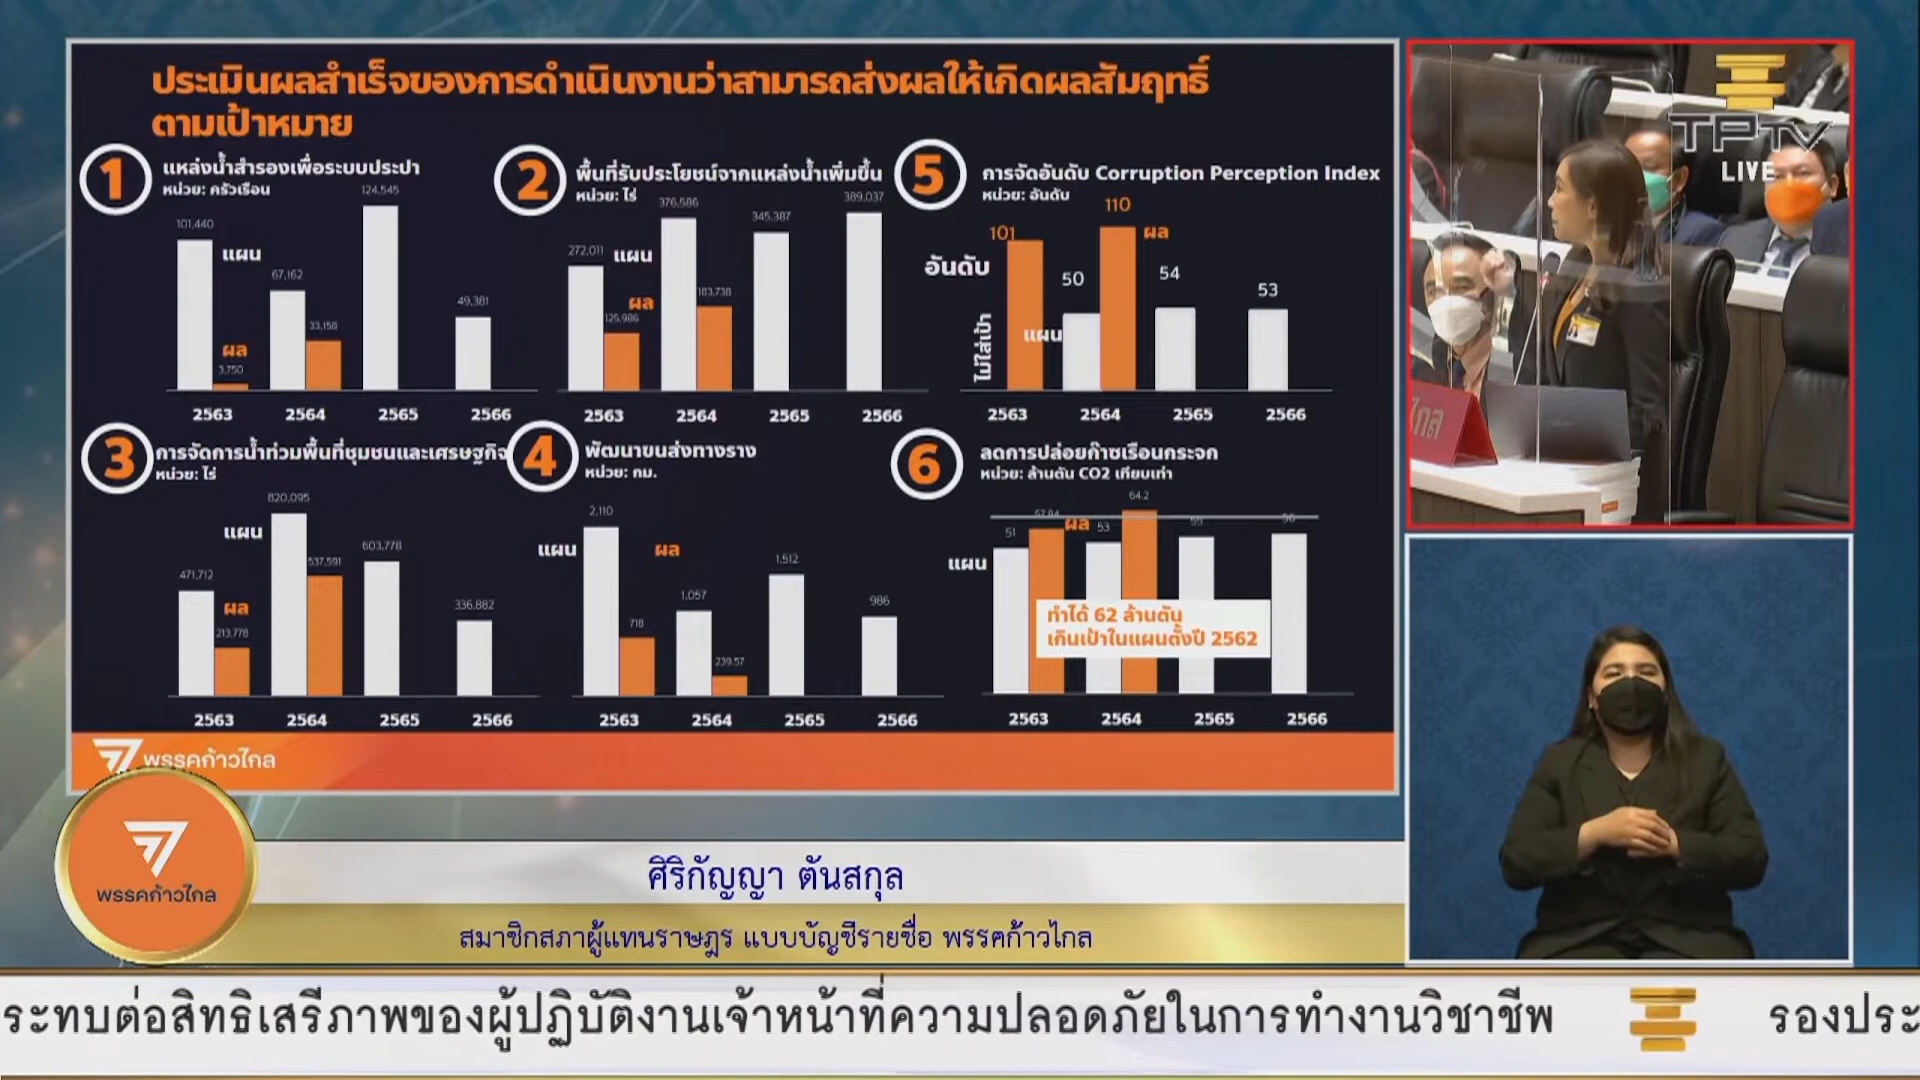 ประเมินผลสำเร็จของการดำเนินงานว่าสามารถส่งผลให้เกิดผลสัมฤทธิ์
ตามเป้าหมาย
1
แหล่งน้ำสำรองเพื่อระบบประปา
หน่วย: ครัวเรือน
124,545
101,440
แผน
67,162
49,381
33,158
ผล
3,750
2563 2564 2565 2566
2
พื้นที่รับประโยชน์จากแหล่งน้ำเพิ่มขึ้น
หน่วย: ไร่
376,586
389,037
345,387
272,011
แผน
183,738
ผล
125,986
2563 2564 2565 2566
5
การจัดอันดับ Corruption Perception Index
หน่วย: อันดับ
110
101
ผล
อันดับ
50
54
53
ไม่ใส่เป้า
แผน
2563 2564 2565 2566
3
การจัดการน้ำท่วมพื้นที่ชุมชนและเศรษฐกิจ
หน่วย: ไร่
820,095
แผน
603,778
537,591
471,712
336,882
ผล
213,778
2563 2564 2565 2566
4
พัฒนาขนส่งทางราง
หน่วย: กม.
2,110
แผน
ผล
1,512
1,057
986
718
239.57
2563 2564 2565 2566
6
ลดการปล่อยก๊าซเรือนกระจก
หน่วย: ล้านตัน CO2 เทียบเท่า
64.2
57.84
ผล
51
53
55
56
แผน
ทำได้ 62 ล้านตัน
เกินเป้าในแผนตั้งปี 2562
2563 2564 2565 2566
พรรคก้าวไกล
TPTV
LIVE
ไกล
พรรคก้าวไกล
ศิริกัญญา ตันสกุล
สมาชิกสภาผู้แทนราษฎร แบบบัญชีรายชื่อ พรรคก้าวไกล
ระทบต่อสิทธิเสรีภาพของผู้ปฏิบัติงานเจ้าหน้าที่ความปลอดภัยในการทำงานวิชาชีพ รองประ